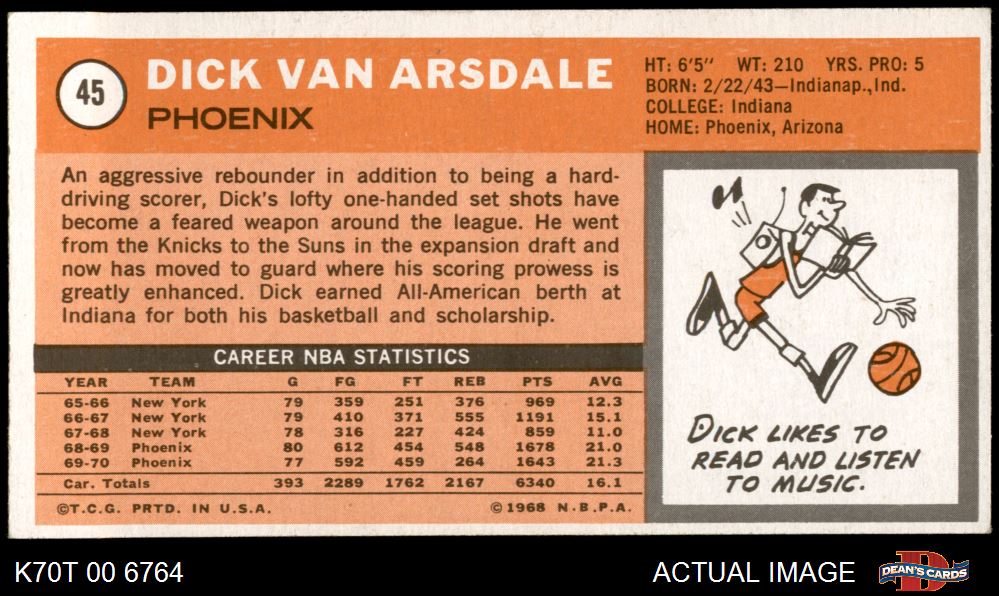 45
DICK VAN ARSDALE
PHOENIX
HT: 6'5" WT: 210 YRS. PRO: 5
BORN: 2/22/43—Indianap.,Ind.
COLLEGE: Indiana
HOME: Phoenix, Arizona
An aggressive rebounder in addition to being a hard-
driving scorer, Dick's lofty one-handed set shots have
become a feared weapon around the league. He went
from the Knicks to the Suns in the expansion draft and
now has moved to guard where his scoring prowess is
greatly enhanced. Dick earned All-American berth at
Indiana for both his basketball and scholarship.
CAREER NBA STATISTICS
YEAR TEAM G FG FT REB PTS AVG
65-66 New York 79 359 251 376 969 12.3
66-67 New York 79 410 371 555 1191 15.1
67-68 New York 78 316 227 424 859 11.0
68-69 Phoenix 80 612 454 548 1678 21.0
69-70 Phoenix 77 592 459 264 1643 21.3
Car. Totals 393 2289 1762 2167 6340 16.1
©T.C.G. PRTD. IN U.S.A. ©1968 N.B.P.A.
DICK LIKES TO
READ AND LISTEN
TO MUSIC.
K70T 00 6764
ACTUAL IMAGE
D
DEAN'S CARDS